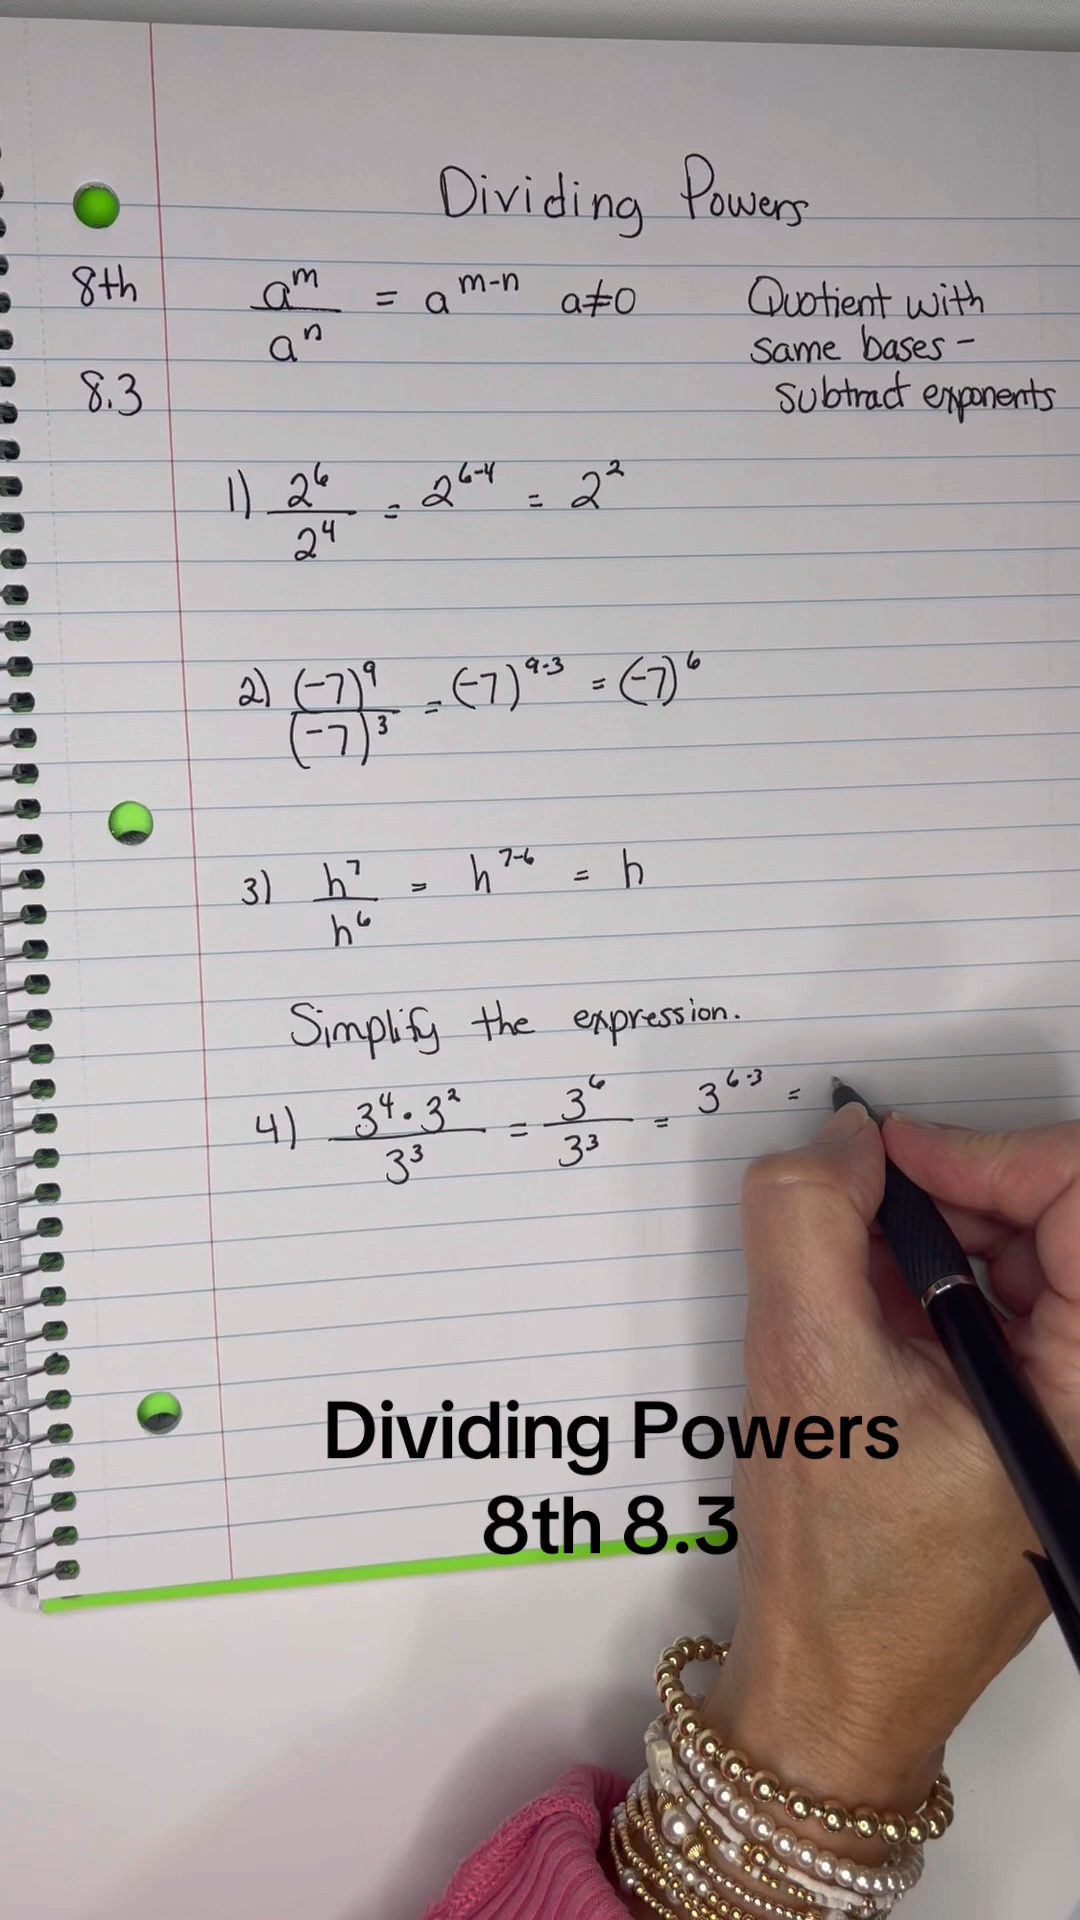 Dividing Powers
8th
a^m/a^n = a^(m-n) a≠0
Quotient with
same bases -
subtract exponents
8.3
1) 2^6/2^4 = 2^(6-4) = 2^2
2) (-7)^9/(-7)^3 = (-7)^(9-3) = (-7)^6
3) h^7/h^6 = h^(7-6) = h
Simplify the expression.
4) (3^4 · 3^2)/3^3 = 3^6/3^3 = 3^(6-3) =
Dividing Powers
8th 8.3